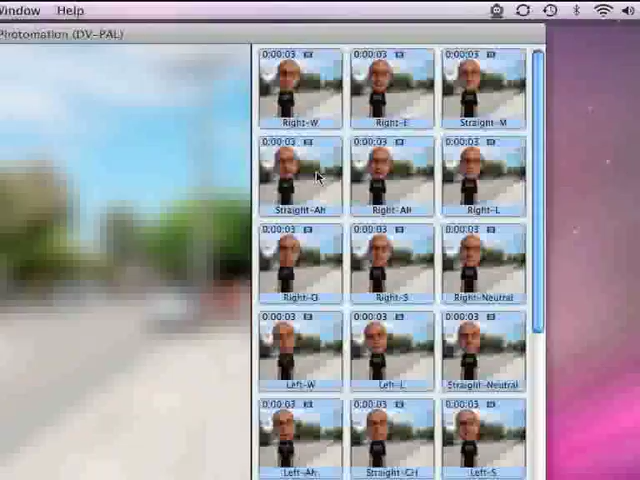 Window Help
Photomation (DV-PAL)
0:00:03 0:00:03 0:00:03
Right-W Right-E Straight-M
0:00:03 0:00:03 0:00:03
Straight-Ah Right-AH Right-L
0:00:03 0:00:03 0:00:03
Right-O Right-S Right-Neutral
0:00:03 0:00:03 0:00:03
Left-W Left-L Straight-Neutral
0:00:03 0:00:03 0:00:03
Left-Ah Straight-CH Left-S